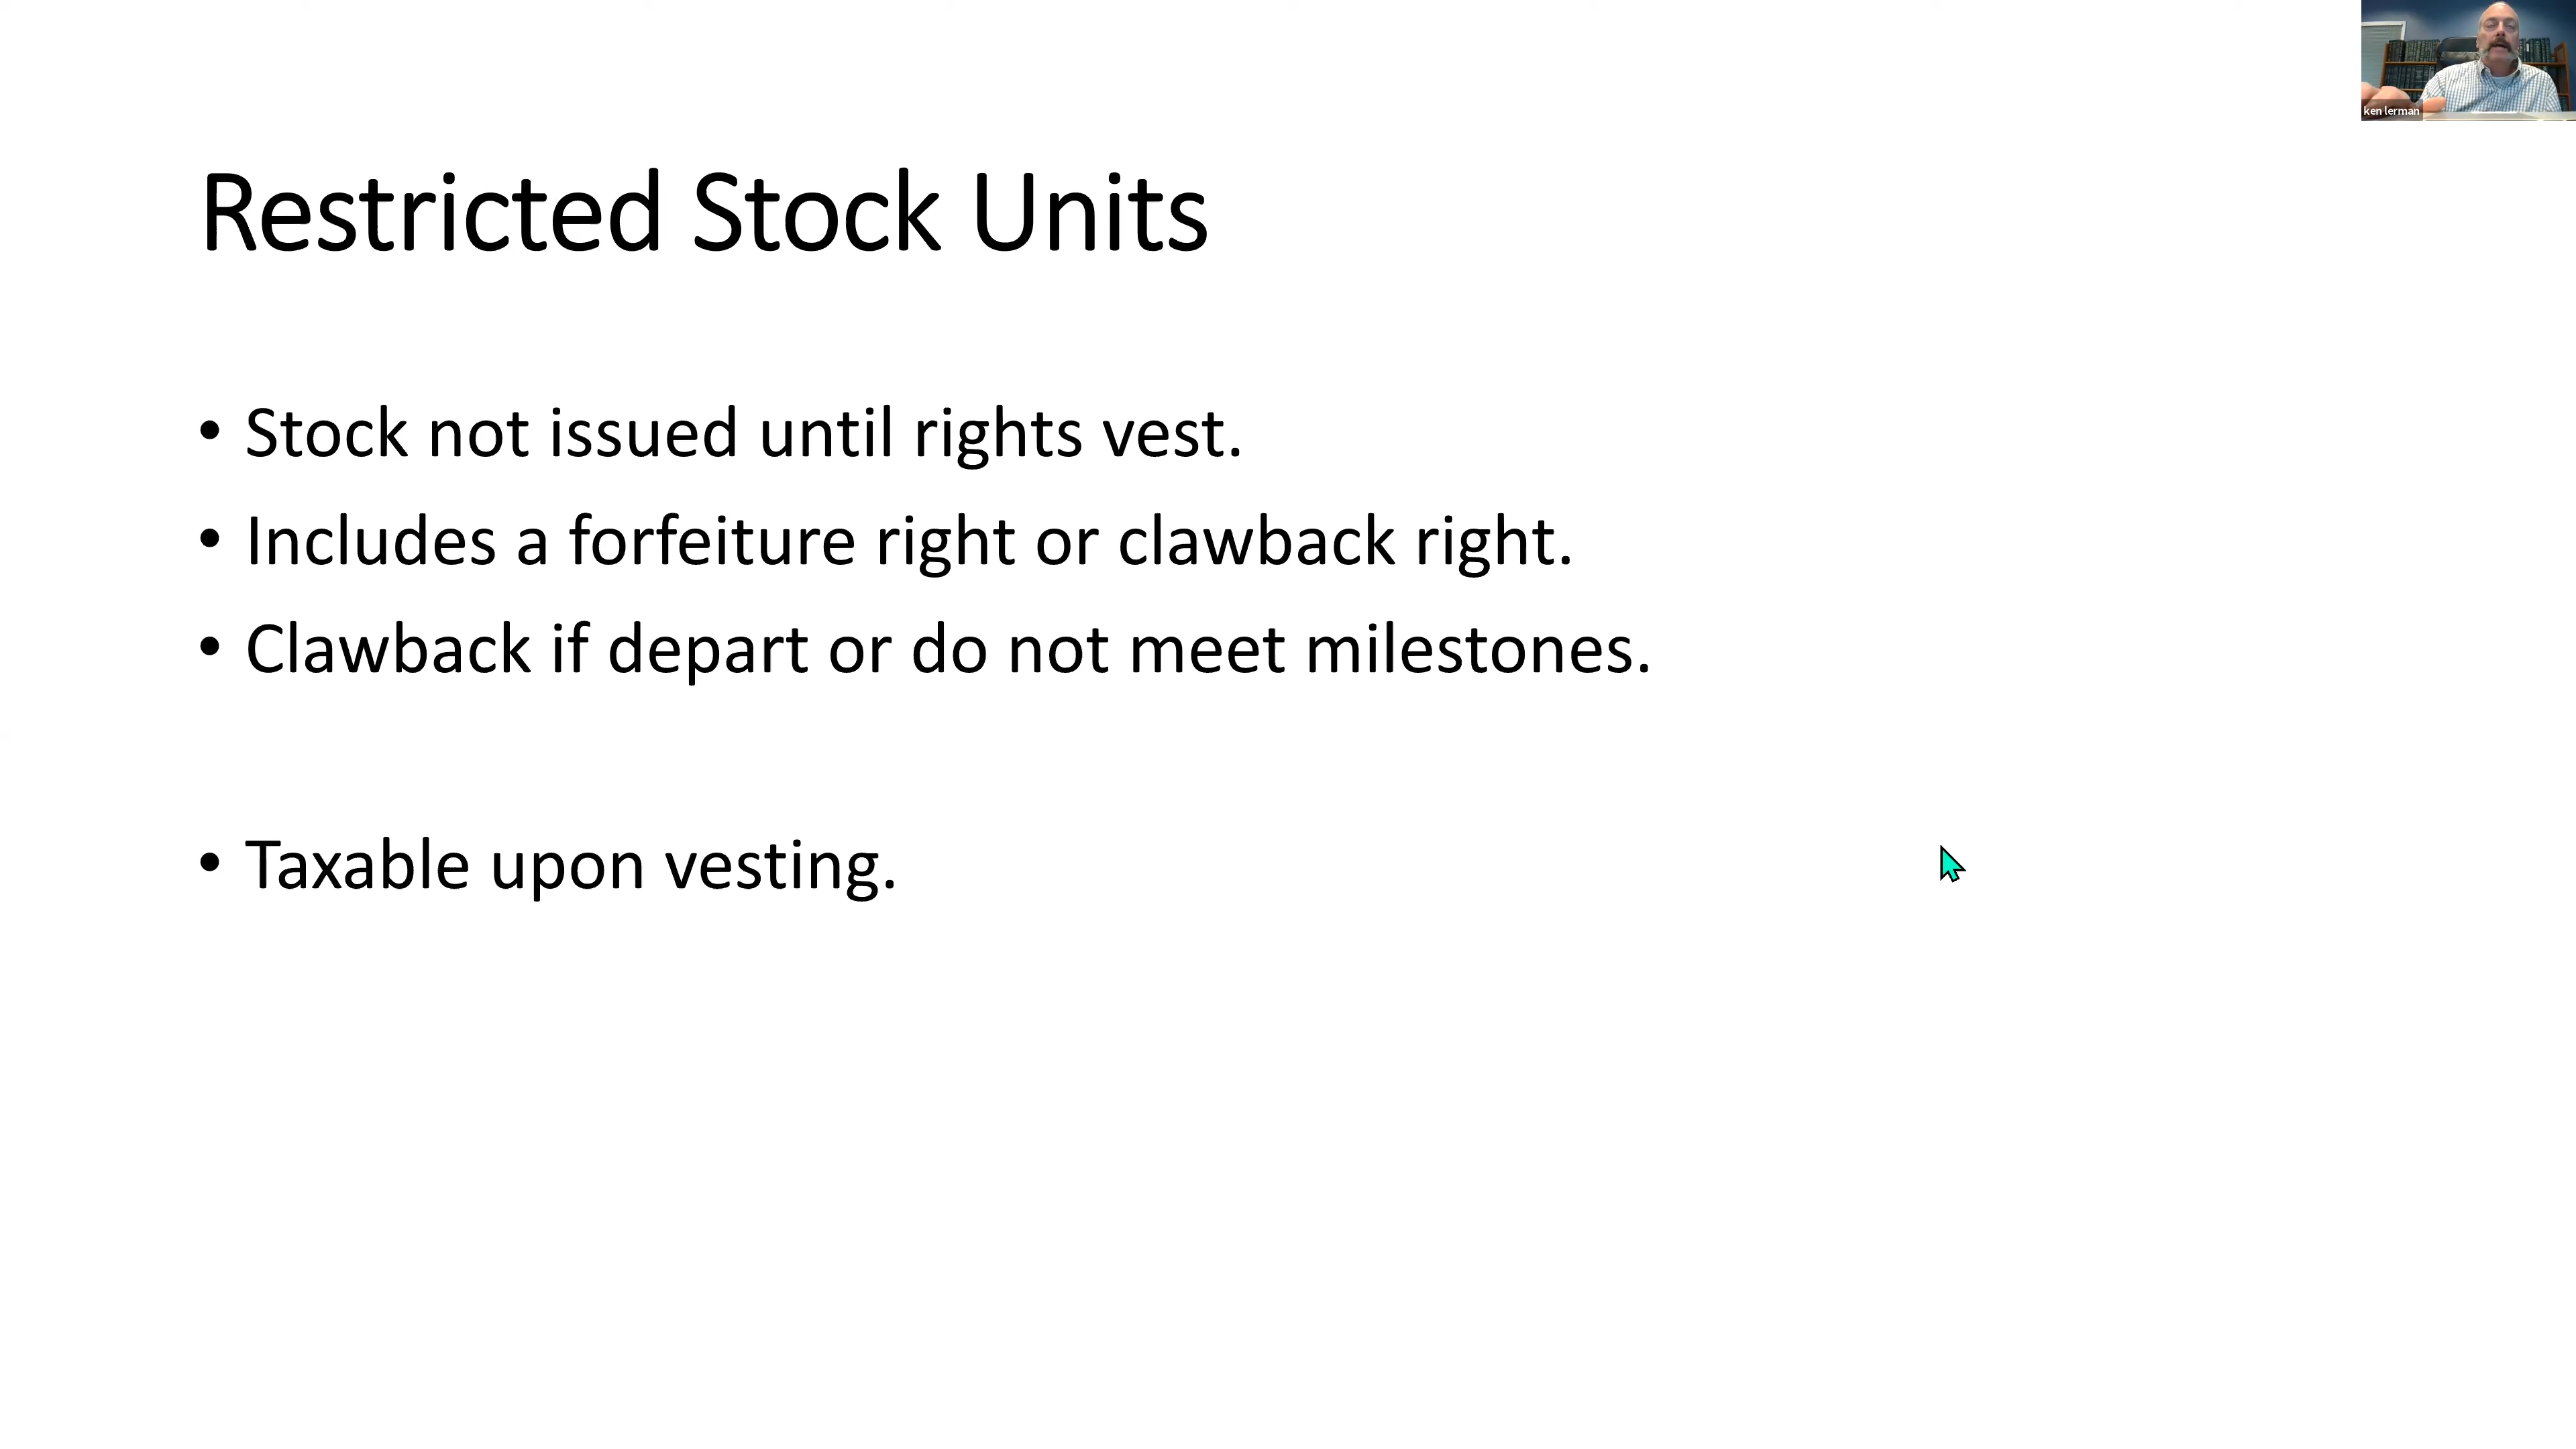 ken lerman
Restricted Stock Units
• Stock not issued until rights vest.
• Includes a forfeiture right or clawback right.
• Clawback if depart or do not meet milestones.
• Taxable upon vesting.